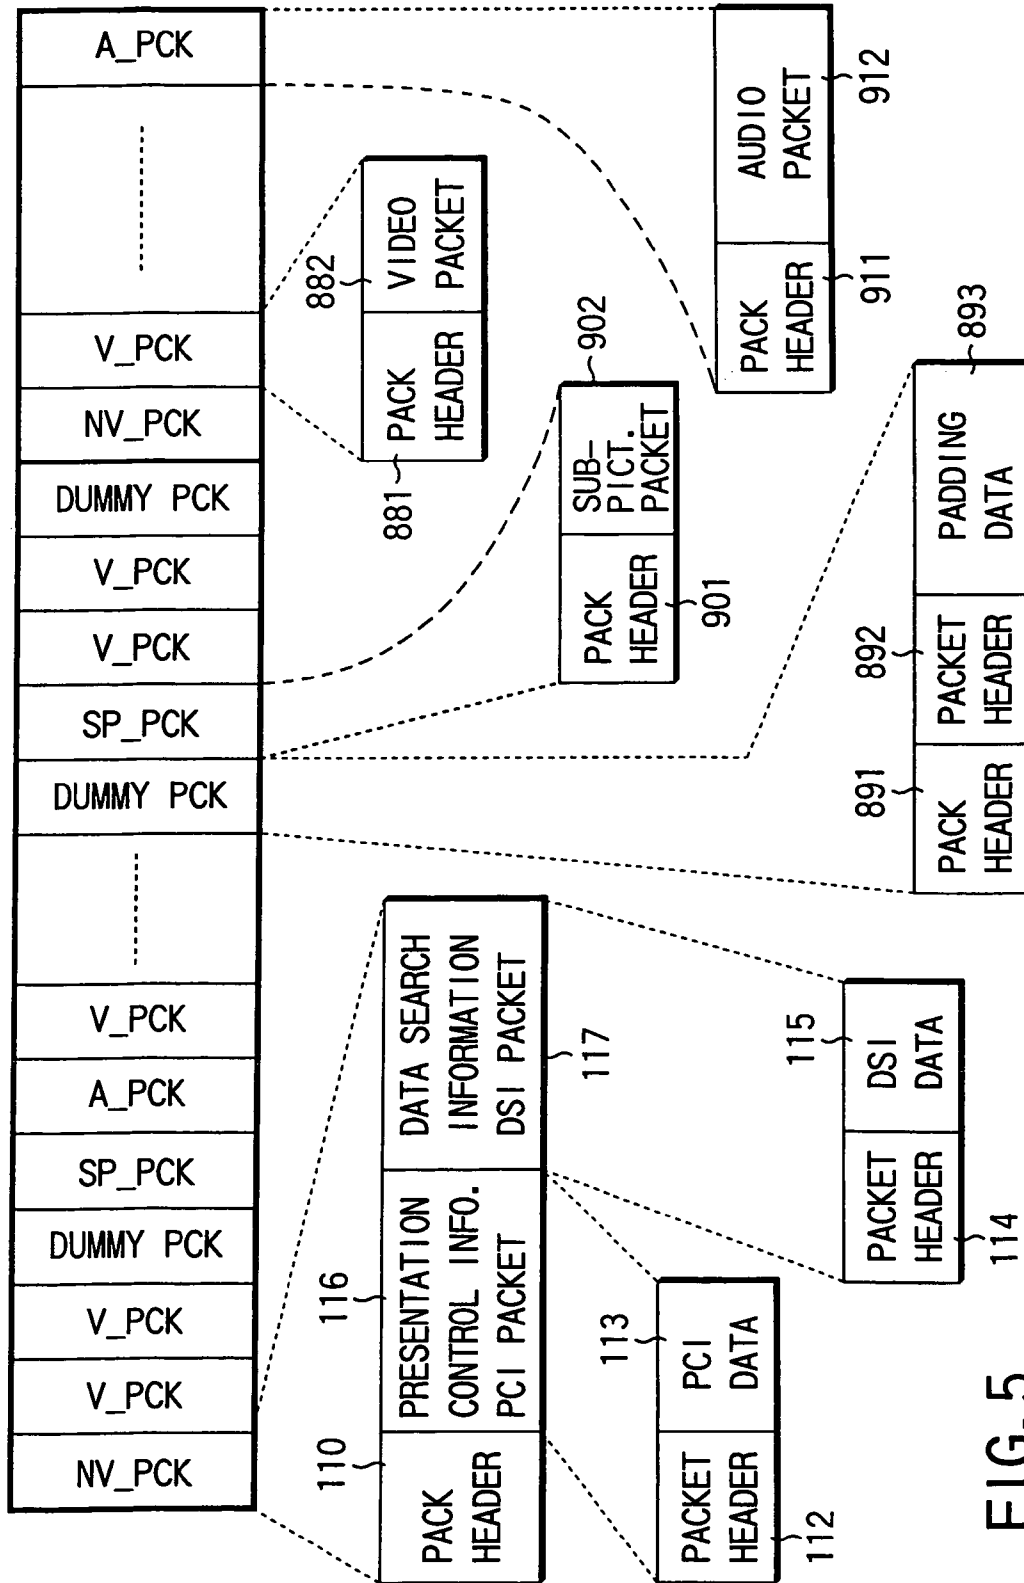 NV_PCK
V_PCK
V_PCK
DUMMY PCK
SP_PCK
A_PCK
V_PCK
DUMMY PCK
SP_PCK
V_PCK
V_PCK
DUMMY PCK
NV_PCK
V_PCK
A_PCK
110
PACK
HEADER
116
PRESENTATION
CONTROL INFO.
PCI PACKET
DATA SEARCH
INFORMATION
DSI PACKET
117
881
PACK
HEADER
882
VIDEO
PACKET
PACK
HEADER
901
SUB-
PICT.
PACKET
902
PACKET
HEADER
112
113
PCI
DATA
PACK
HEADER
911
AUDIO
PACKET
912
PACKET
HEADER
114
115
DSI
DATA
891
PACK
HEADER
892
PACKET
HEADER
PADDING
DATA
893
FIG. 5